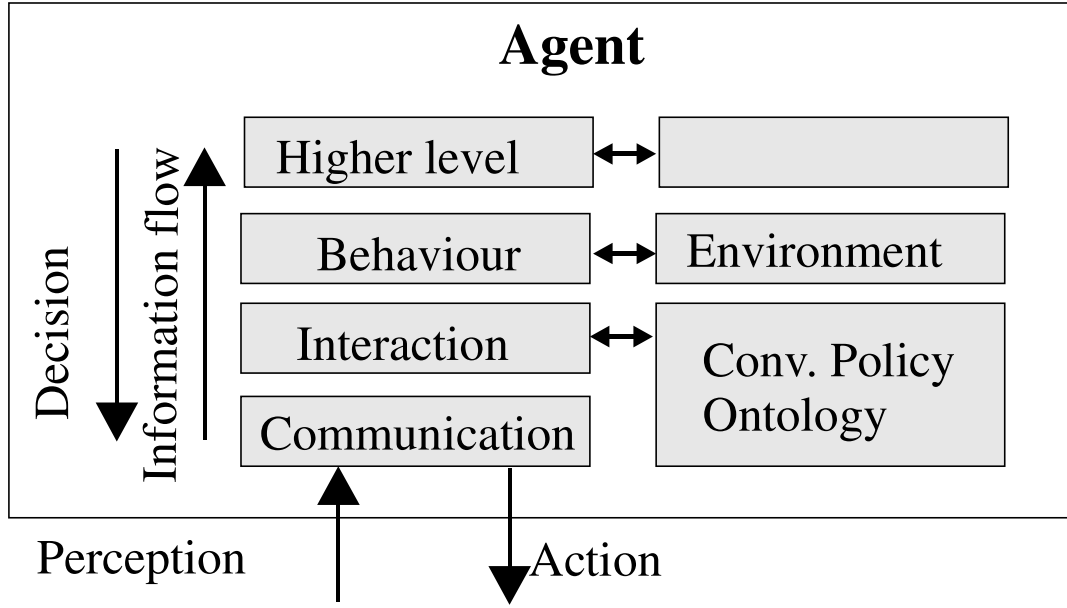 Agent
Higher level
Behaviour
Environment
Interaction
Conv. Policy
Ontology
Communication
Decision
Information flow
Perception
Action